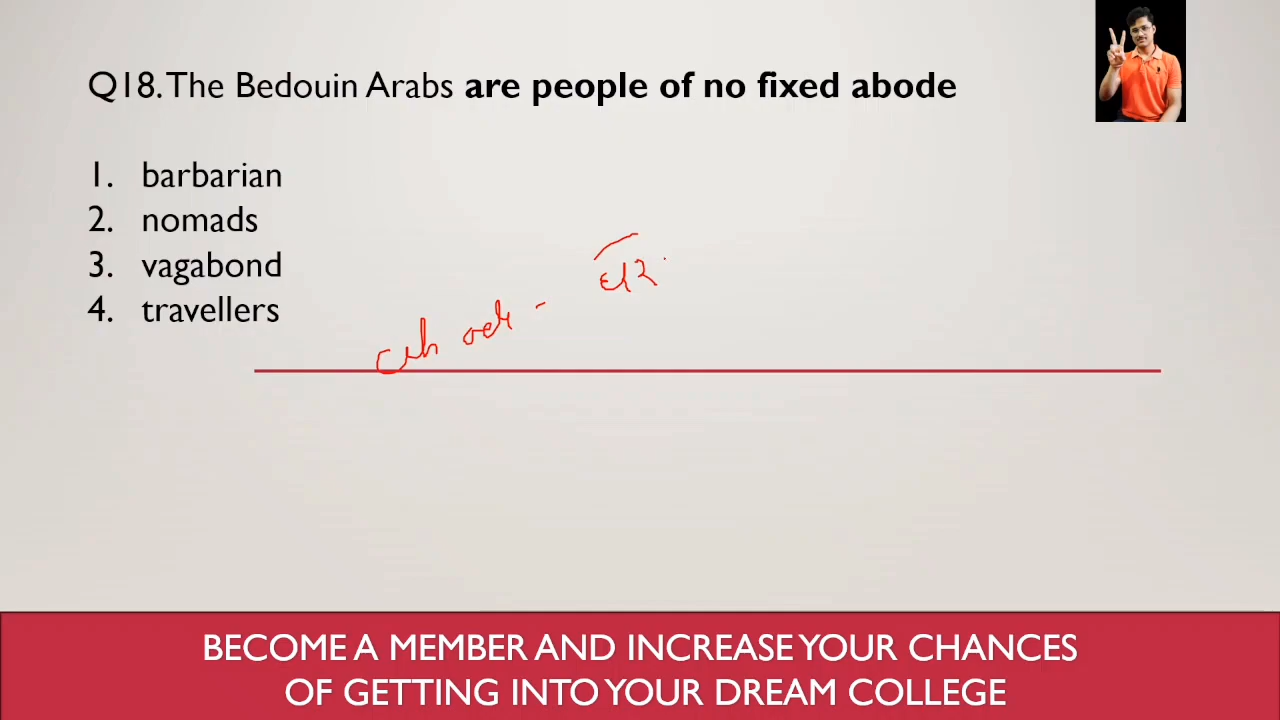 Q18. The Bedouin Arabs are people of no fixed abode
1. barbarian
2. nomads
3. vagabond
4. travellers
abode -
BECOME A MEMBER AND INCREASE YOUR CHANCES
OF GETTING INTO YOUR DREAM COLLEGE